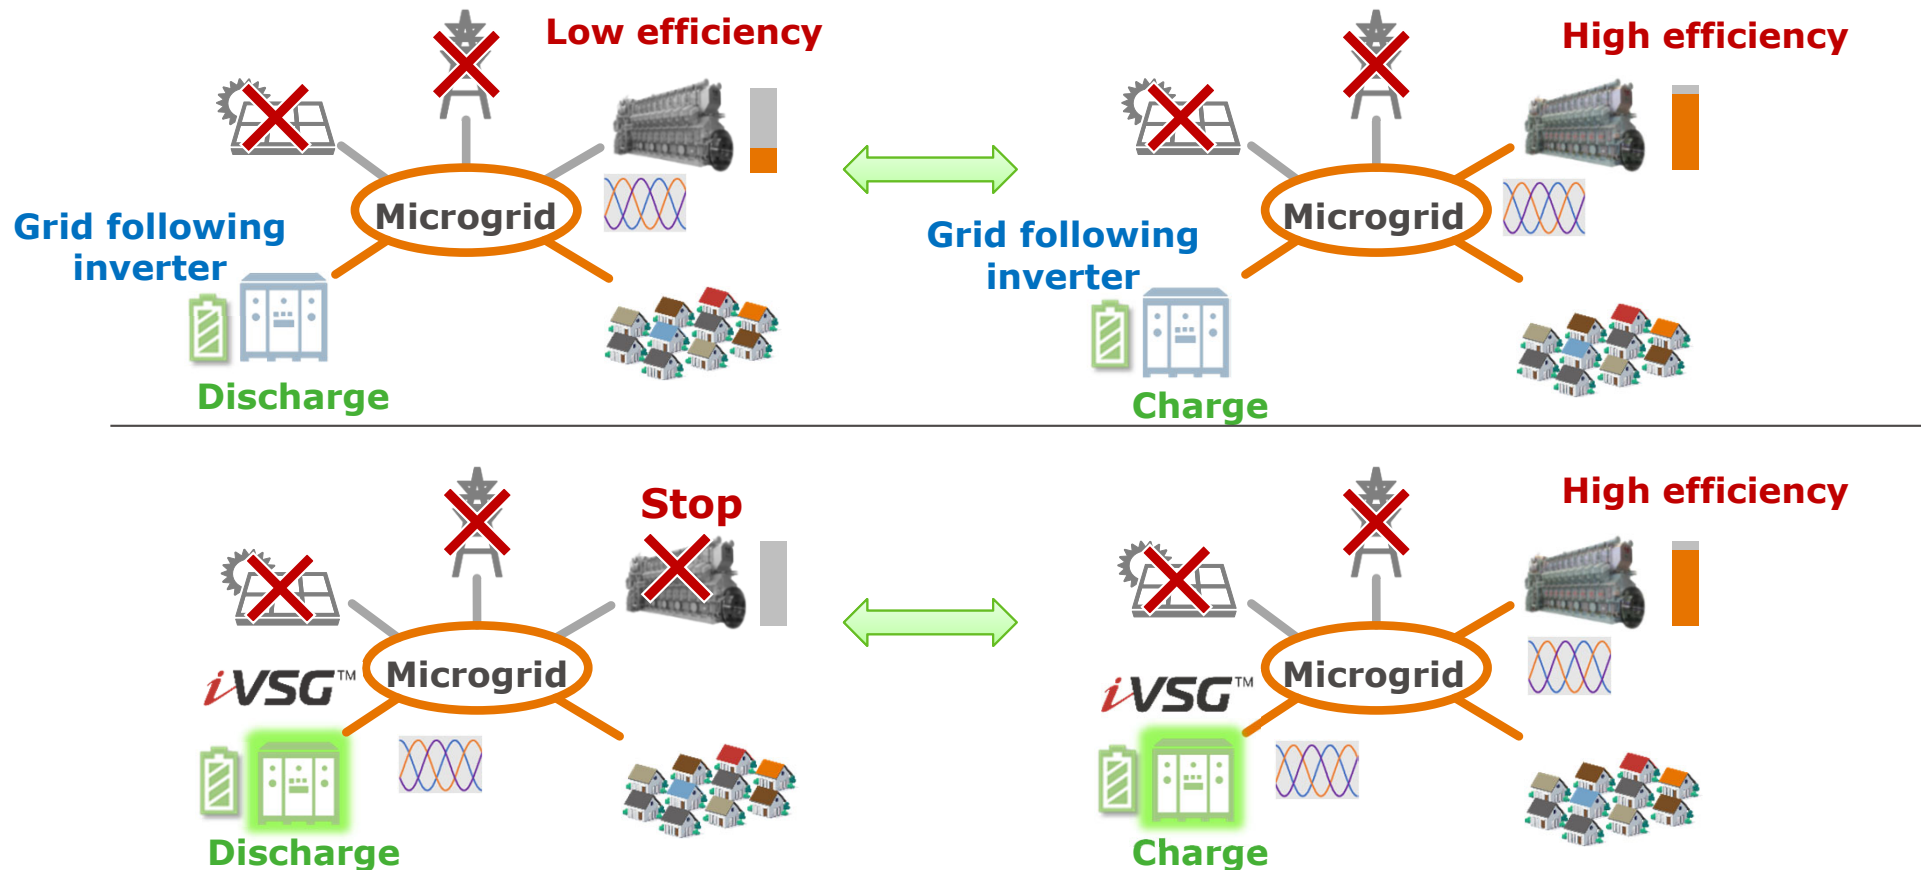 Low efficiency
High efficiency
Microgrid
Microgrid
Grid following
inverter
Grid following
inverter
Discharge
Charge
Stop
High efficiency
Microgrid
Microgrid
iVSG™
iVSG™
Discharge
Charge